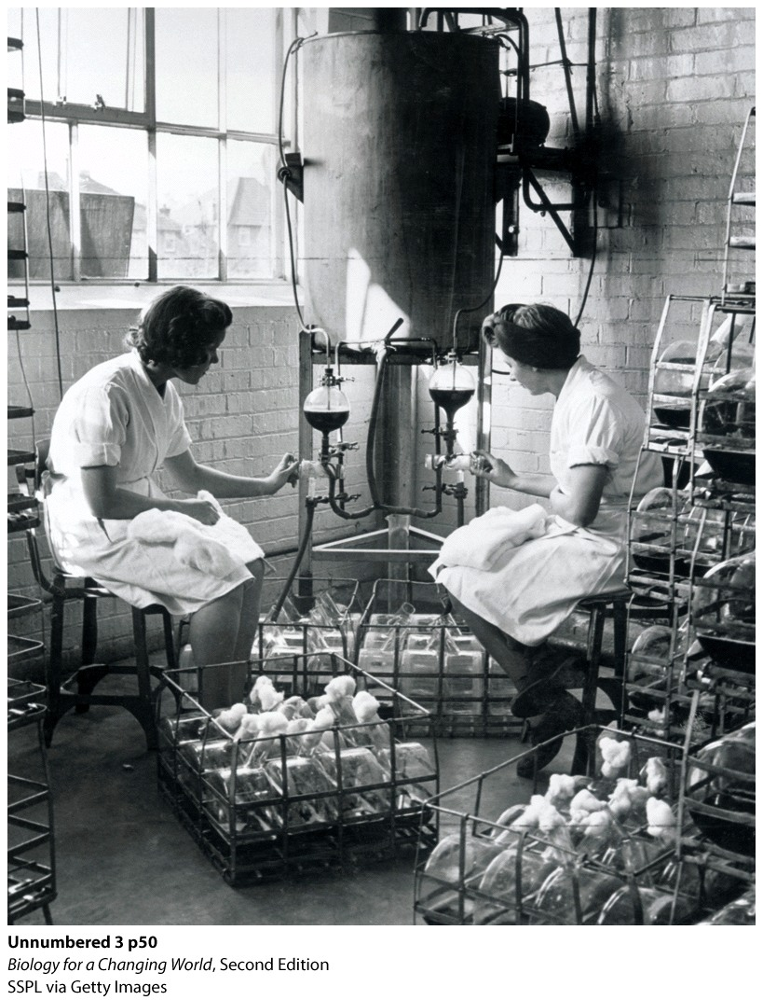 Unnumbered 3 p50
Biology for a Changing World, Second Edition
SSPL via Getty Images